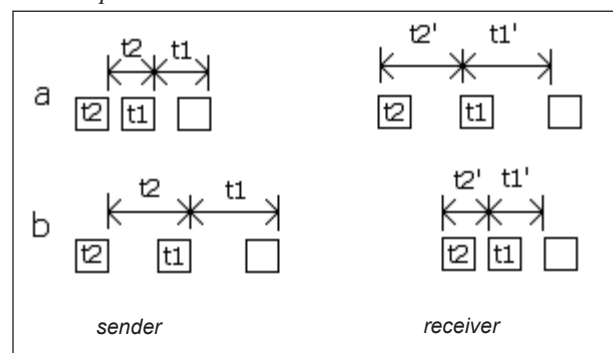 t2 t1 t2' t1'
a t2 t1 t2 t1
t2 t1 t2' t1'
b t2 t1 t2 t1
sender receiver